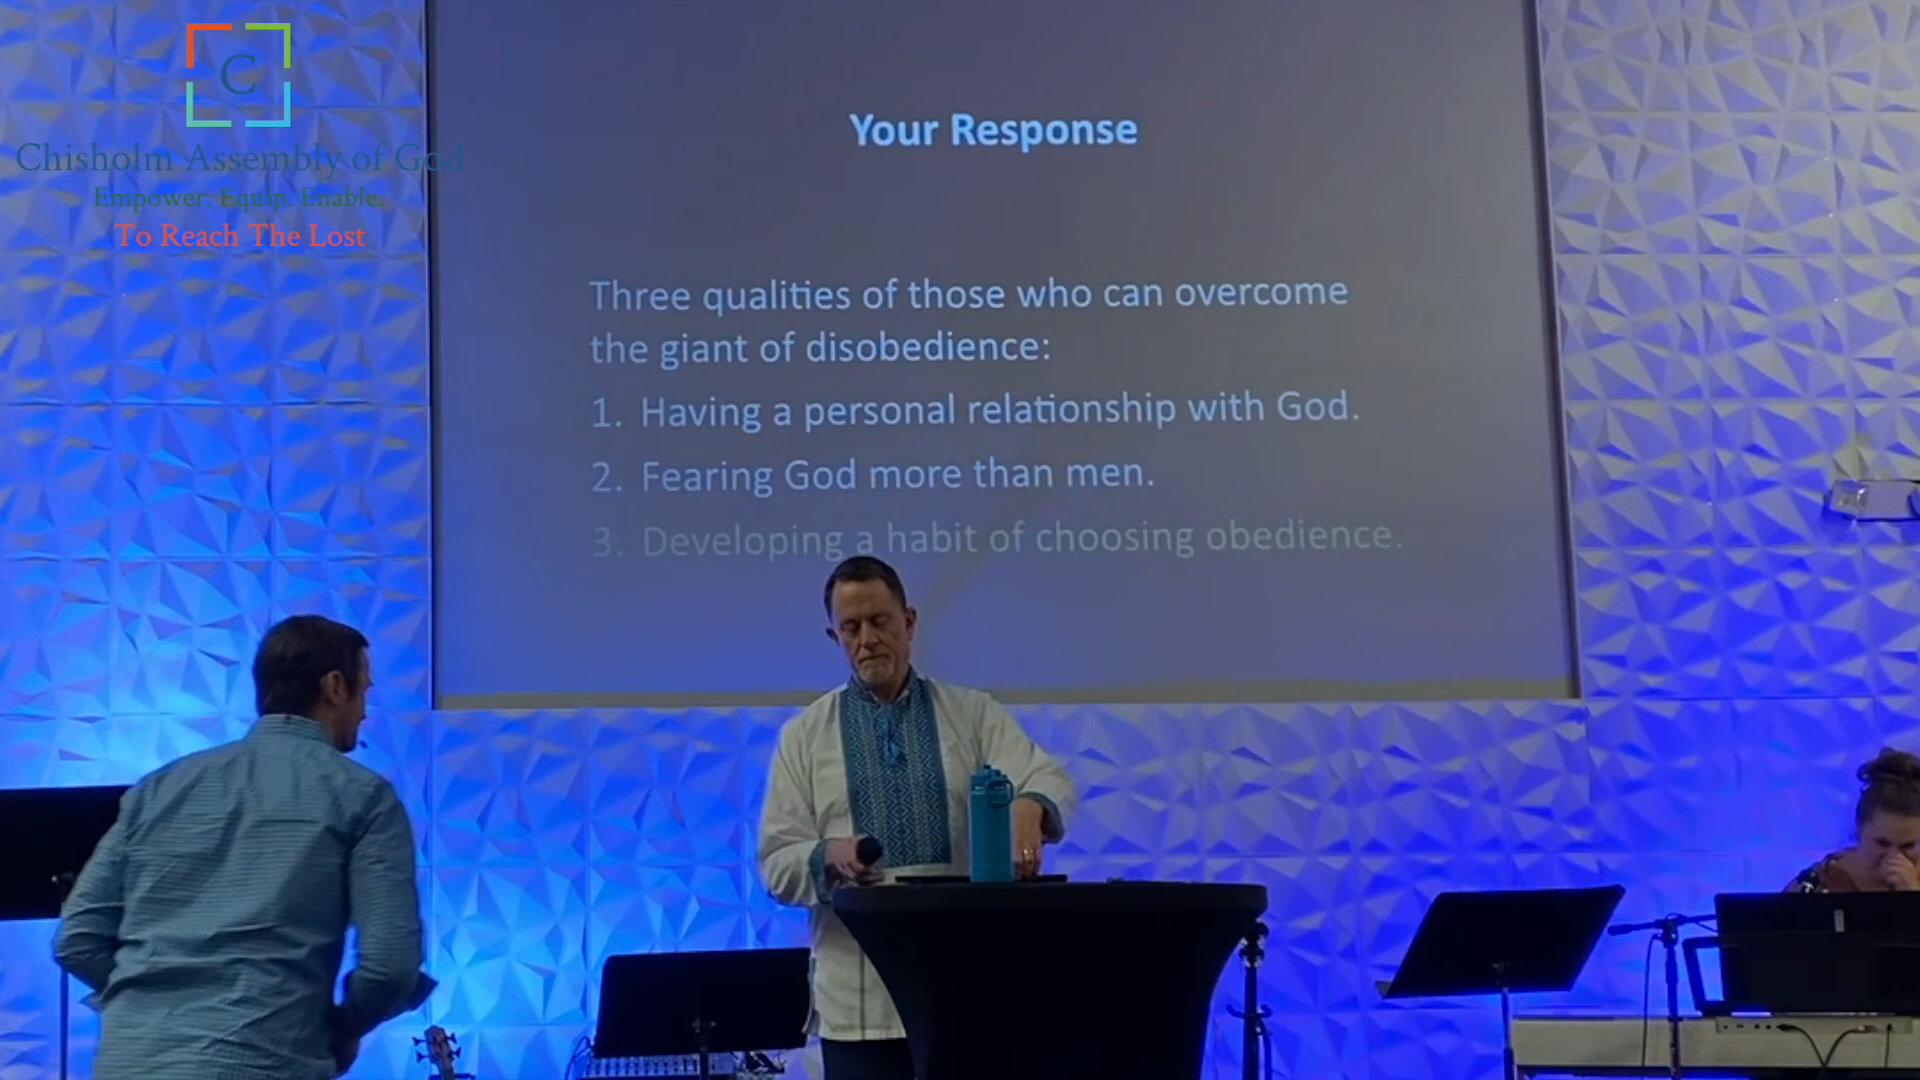 C
Chisholm Assembly of God
Empower. Equip. Enable.
To Reach The Lost
Your Response
Three qualities of those who can overcome
the giant of disobedience:
1. Having a personal relationship with God.
2. Fearing God more than men.
3. Developing a habit of choosing obedience.